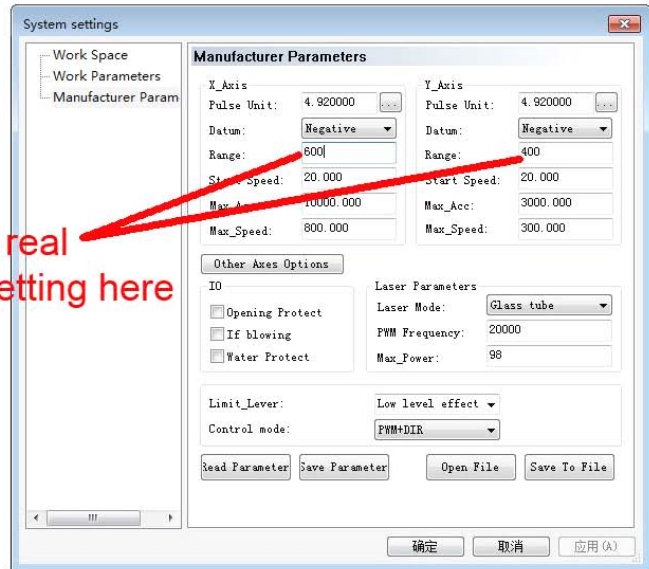 System settings
Work Space
Work Parameters
Manufacturer Param
Manufacturer Parameters
X_Axis
Pulse Unit: 4.920000 ...
Datum: Negative
Range: 600
Start Speed: 20.000
Max_Acc: 10000.000
Max_Speed: 800.000
Y_Axis
Pulse Unit: 4.920000 ...
Datum: Negative
Range: 400
Start Speed: 20.000
Max_Acc: 3000.000
Max_Speed: 300.000
real
etting here
Other Axes Options
IO
Opening Protect
If blowing
Water Protect
Laser Parameters
Laser Mode: Glass tube
PWM Frequency: 20000
Max_Power: 98
Limit_Lever: Low level effect
Control mode: PWM+DIR
Read Parameter Save Parameter Open File Save To File
确定 取消 应用(A)